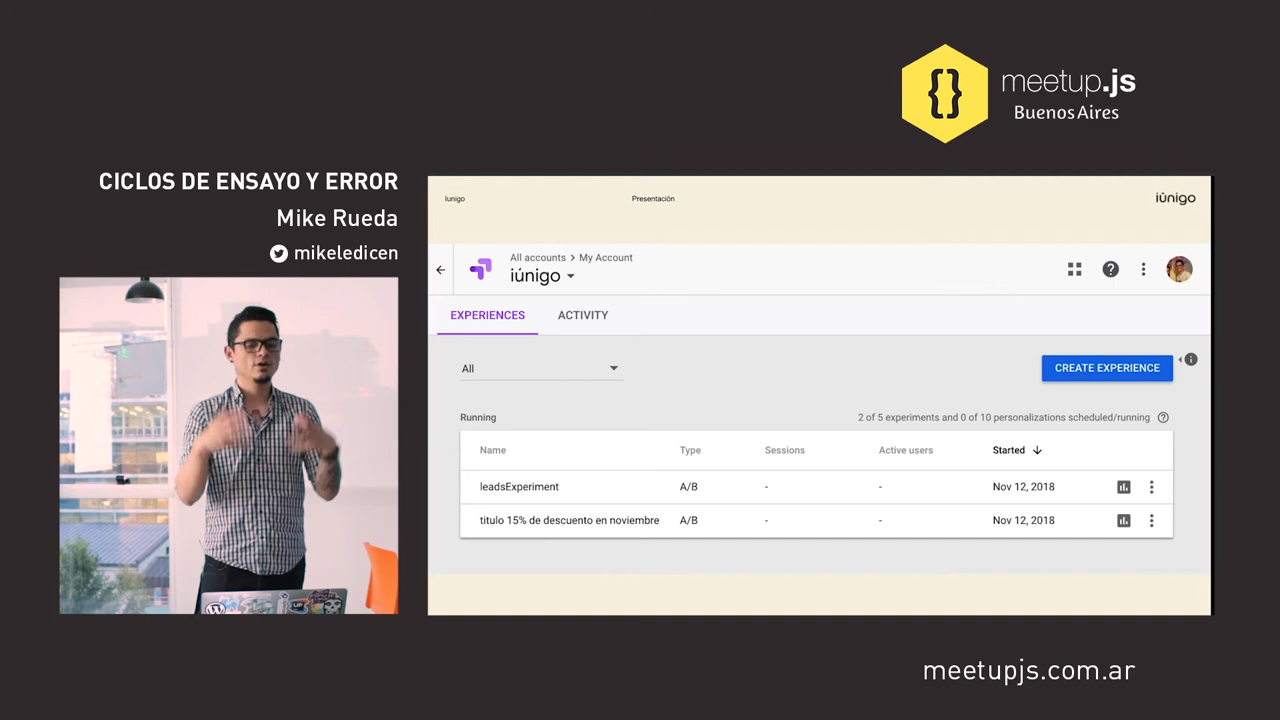 {}
meetup.js
Buenos Aires
CICLOS DE ENSAYO Y ERROR
Mike Rueda
mikeledicen
Iunigo
Presentación
iúnigo
All accounts > My Account
iúnigo
EXPERIENCES
ACTIVITY
All
CREATE EXPERIENCE
Running
2 of 5 experiments and 0 of 10 personalizations scheduled/running
Name Type Sessions Active users Started
leadsExperiment A/B - - Nov 12, 2018
titulo 15% de descuento en noviembre A/B - - Nov 12, 2018
meetupjs.com.ar